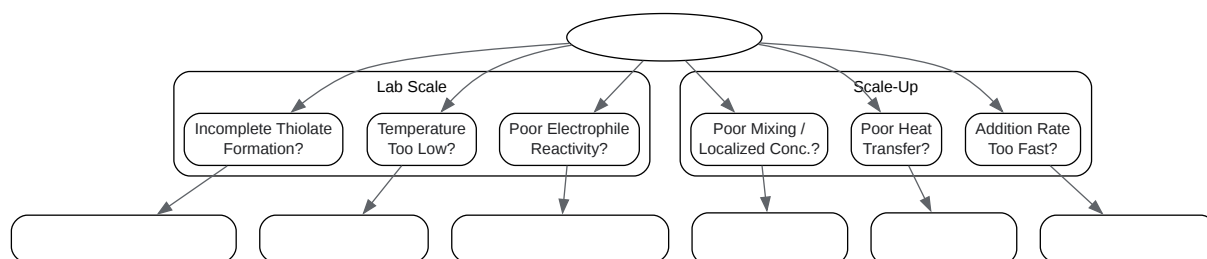 Lab Scale
Scale-Up
Incomplete Thiolate
Formation?
Temperature
Too Low?
Poor Electrophile
Reactivity?
Poor Mixing /
Localized Conc.?
Poor Heat
Transfer?
Addition Rate
Too Fast?